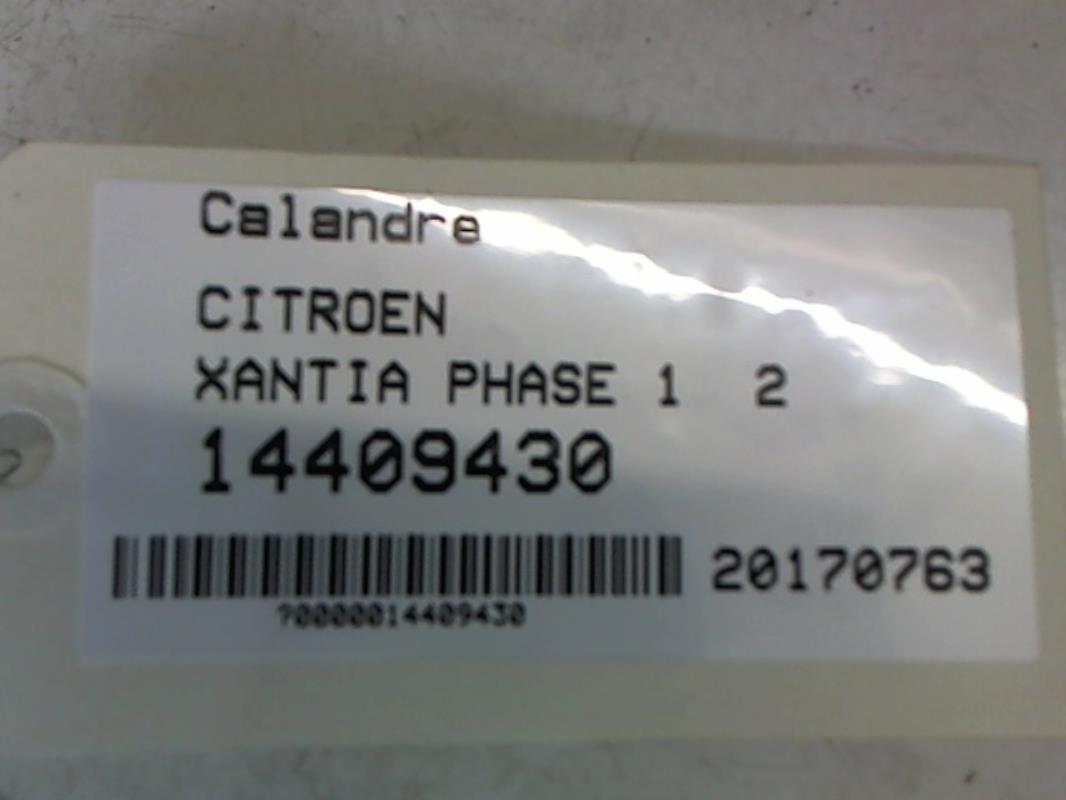 Calandre
CITROEN
XANTIA PHASE 1 2
14409430
20170763
70000014409430